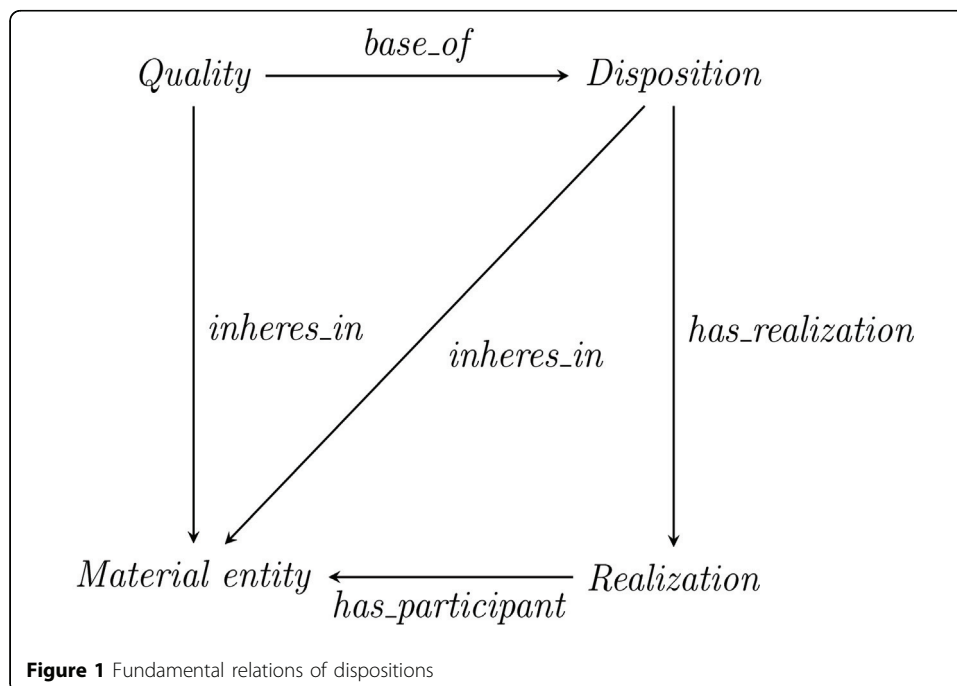 base_of
Quality Disposition
inheres_in has_realization
inheres_in
Material entity Realization
has_participant
Figure 1 Fundamental relations of dispositions